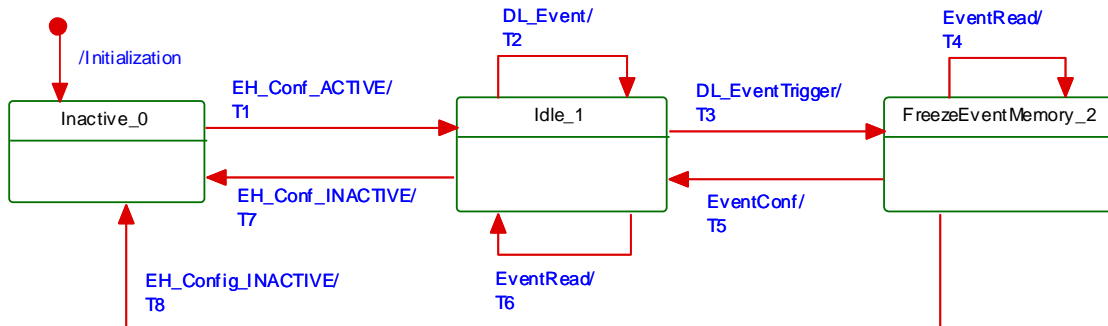 DL_Event/
T2
EventRead/
T4
/Initialization
EH_Conf_ACTIVE/
T1
DL_EventTrigger/
T3
Inactive_0
Idle_1
FreezeEventMemory_2
EH_Conf_INACTIVE/
T7
EventConf/
T5
EH_Config_INACTIVE/
T8
EventRead/
T6